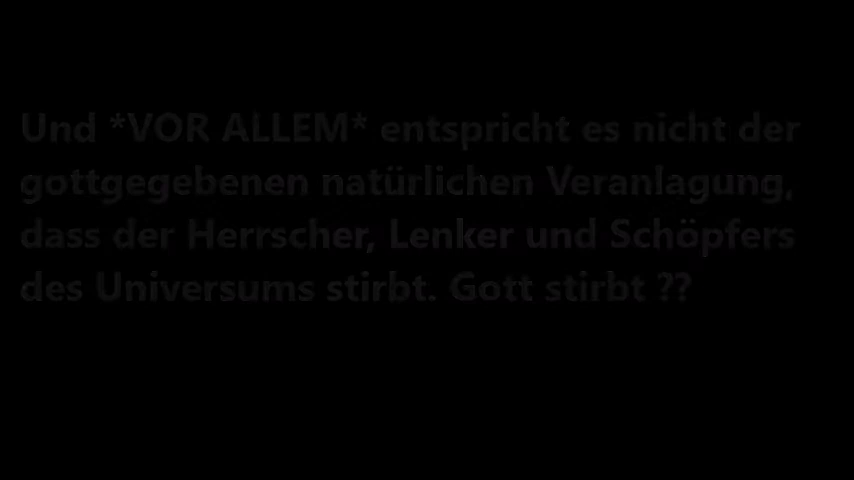 Und *VOR ALLEM* entspricht es nicht der
gottgegebenen natürlichen Veranlagung,
dass der Herrscher, Lenker und Schöpfers
des Universums stirbt. Gott stirbt ??